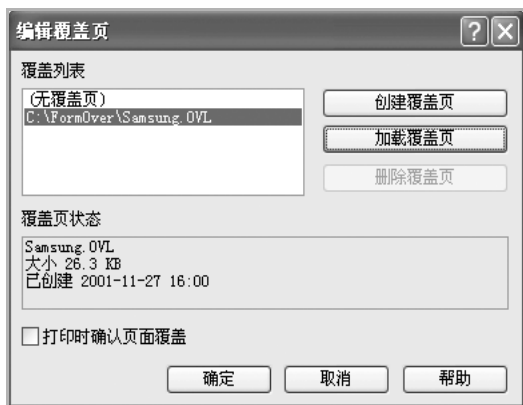 编辑覆盖页
覆盖列表
(无覆盖页)
C:\FormOver\Samsung.OVL
创建覆盖页
加载覆盖页
删除覆盖页
覆盖页状态
Samsung.OVL
大小 26.3 KB
已创建 2001-11-27 16:00
打印时确认页面覆盖
确定 取消 帮助